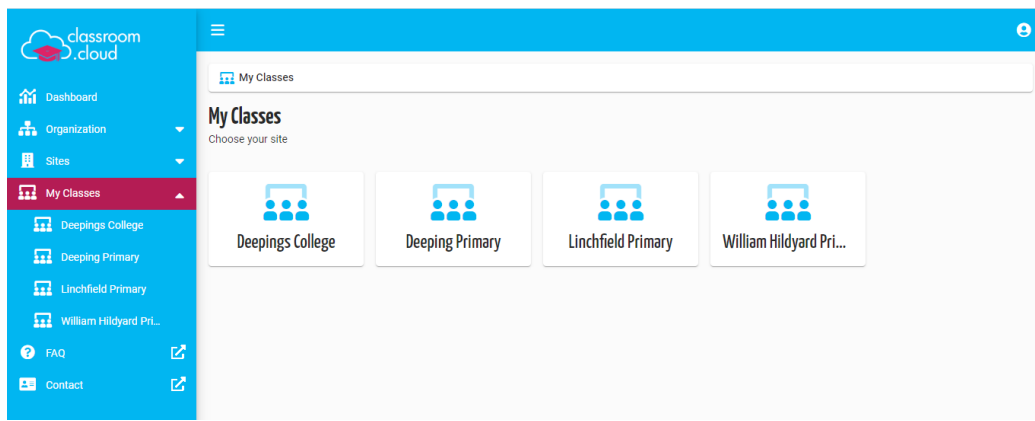 classroom
.cloud
Dashboard
Organization
Sites
My Classes
Deepings College
Deeping Primary
Linchfield Primary
William Hildyard Pri...
FAQ
Contact
My Classes
My Classes
Choose your site
Deepings College
Deeping Primary
Linchfield Primary
William Hildyard Pri...